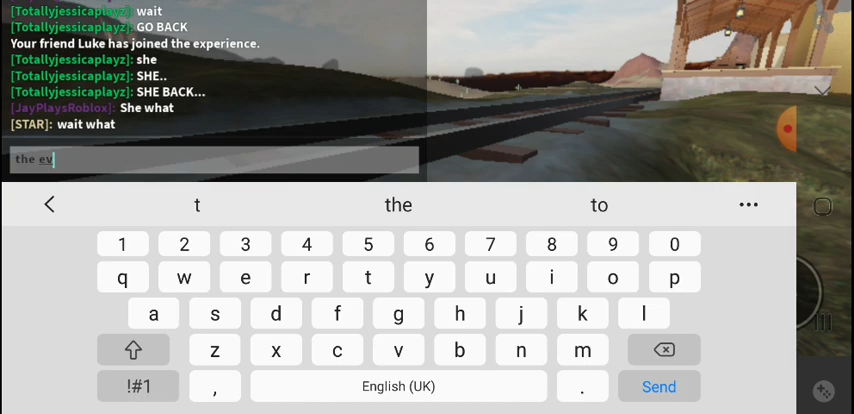 [Totallyjessicaplayz]: wait
[Totallyjessicaplayz]: GO BACK
Your friend Luke has joined the experience.
[Totallyjessicaplayz]: she
[Totallyjessicaplayz]: SHE..
[Totallyjessicaplayz]: SHE BACK...
[JayPlaysRoblox]: She what
[STAR]: wait what
the ev
t the to
1 2 3 4 5 6 7 8 9 0
q w e r t y u i o p
a s d f g h j k l
z x c v b n m
!#1 , English (UK) . Send